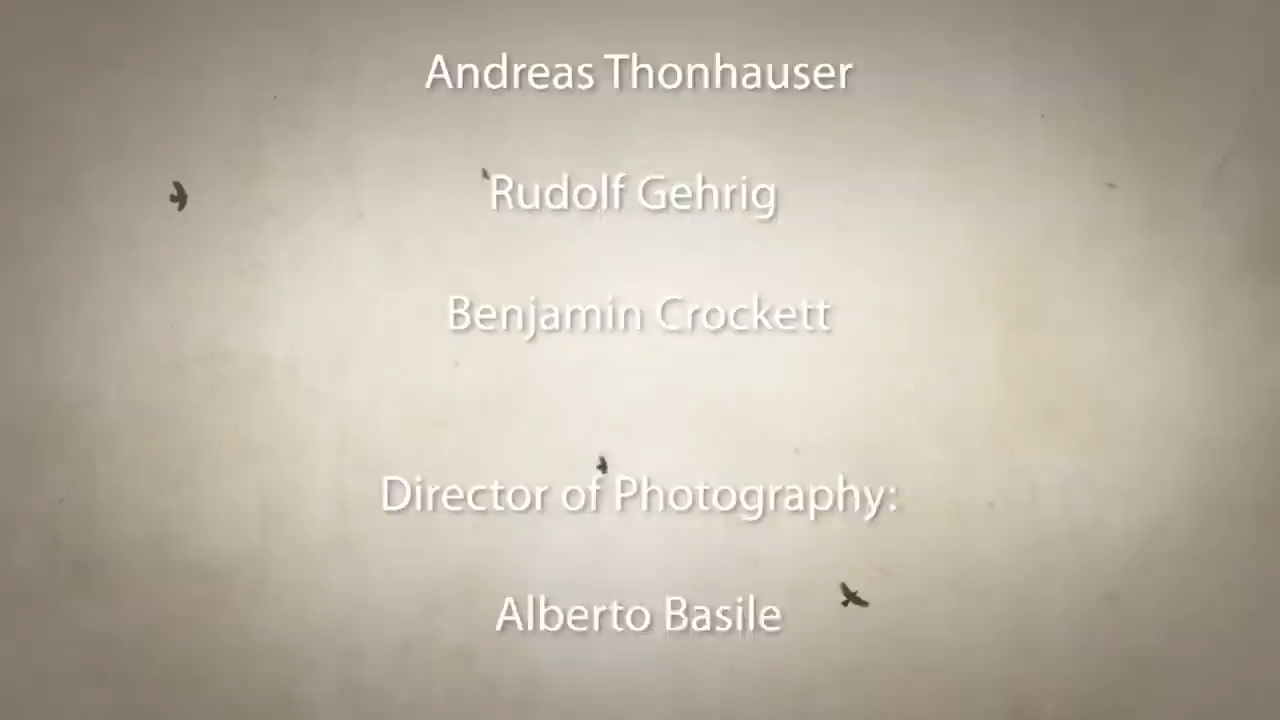 Andreas Thonhauser
Rudolf Gehrig
Benjamin Crockett
Director of Photography:
Alberto Basile